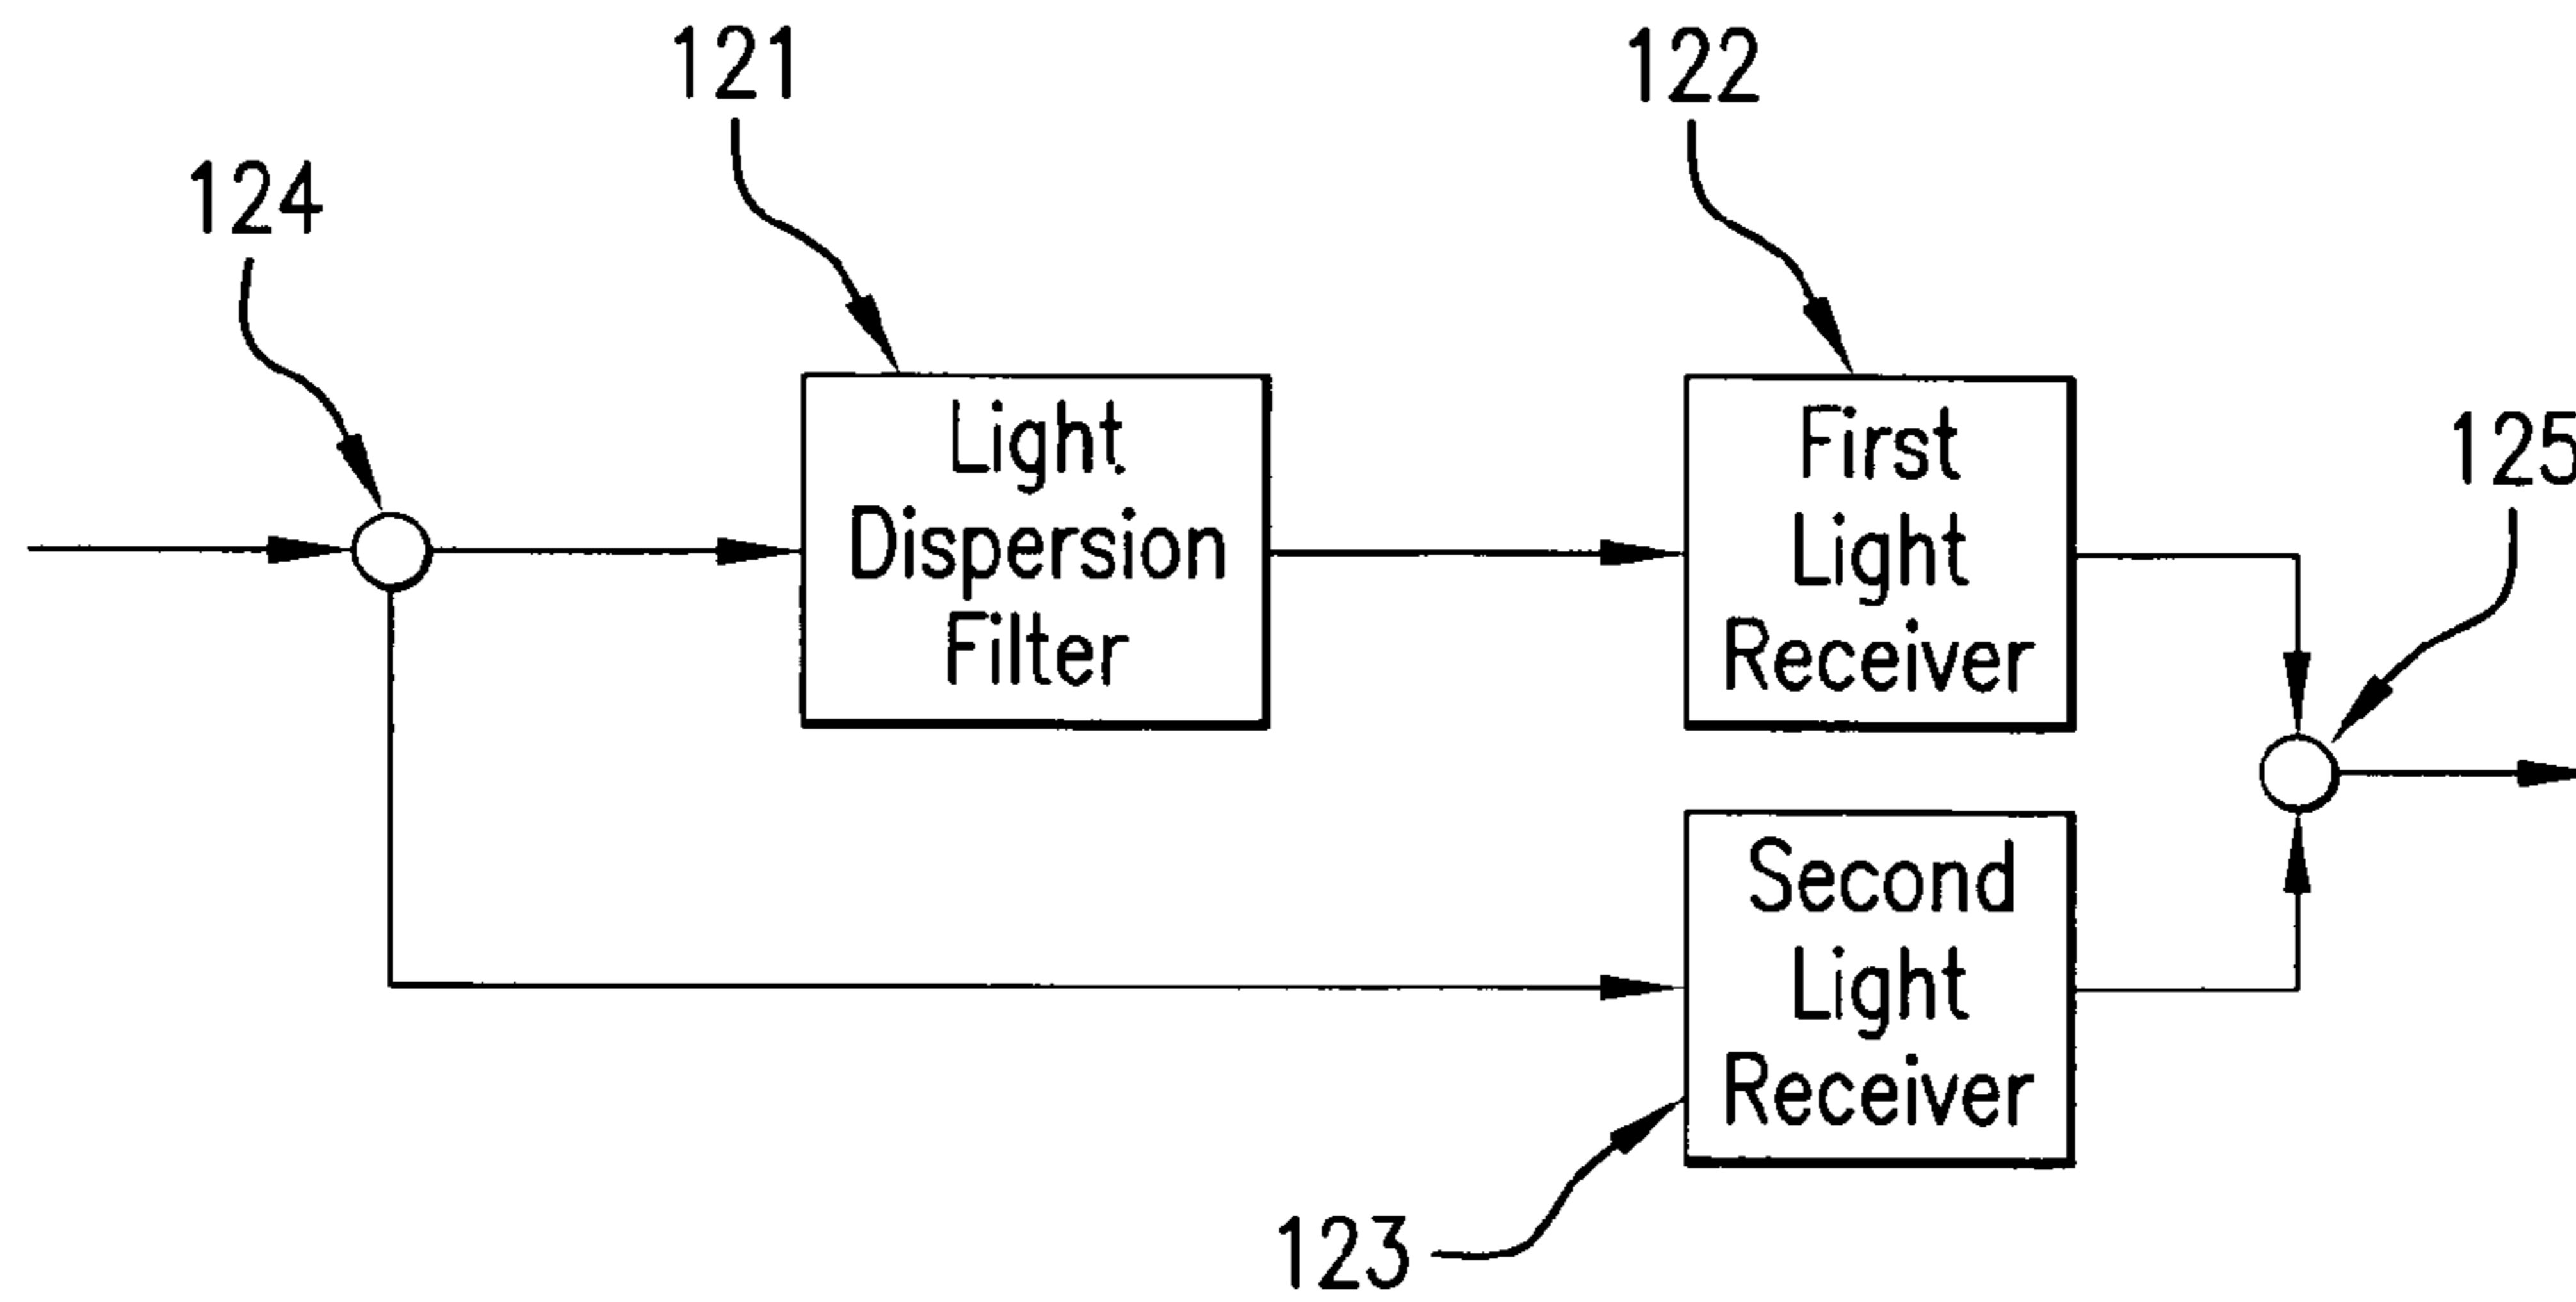 121
122
124
125
Light
Dispersion
Filter
First
Light
Receiver
Second
Light
Receiver
123